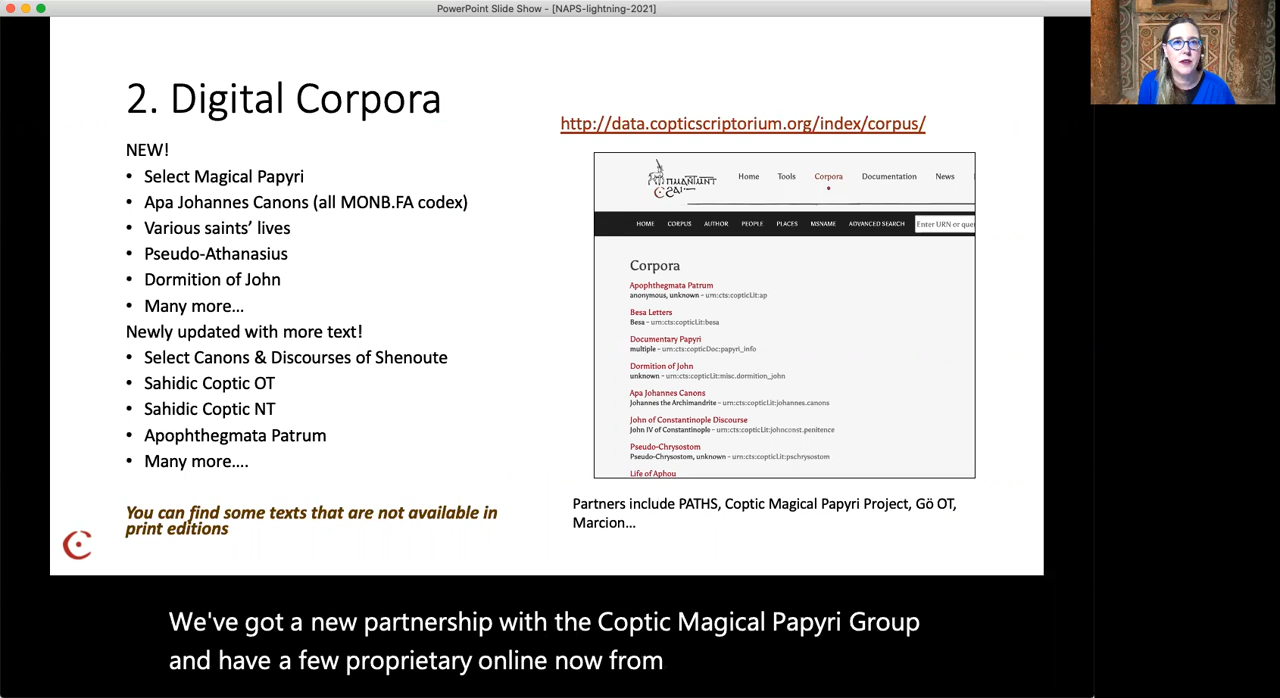 PowerPoint Slide Show - [NAPS-lightning-2021]
2. Digital Corpora
NEW!
• Select Magical Papyri
• Apa Johannes Canons (all MONB.FA codex)
• Various saints’ lives
• Pseudo-Athanasius
• Dormition of John
• Many more...
Newly updated with more text!
• Select Canons & Discourses of Shenoute
• Sahidic Coptic OT
• Sahidic Coptic NT
• Apophthegmata Patrum
• Many more....
You can find some texts that are not available in
print editions
http://data.copticscriptorium.org/index/corpus/
Home Tools Corpora Documentation News
HOME CORPUS AUTHOR PEOPLE PLACES MSNAME ADVANCED SEARCH Enter URN or que
Corpora
Apophthegmata Patrum
anonymous, unknown – urn:cts:copticLit:ap
Besa Letters
Besa – urn:cts:copticLit:besa
Documentary Papyri
multiple – urn:cts:copticDoc:papyri_info
Dormition of John
unknown – urn:cts:copticLit:misc.dormition_john
Apa Johannes Canons
Johannes the Archimandrite – urn:cts:copticLit:johannes.canons
John of Constantinople Discourse
John IV of Constantinople – urn:cts:copticLit:johnconst.penitence
Pseudo-Chrysostom
Pseudo-Chrysostom, unknown – urn:cts:copticLit:pschrysostom
Life of Aphou
Partners include PATHS, Coptic Magical Papyri Project, Gö OT,
Marcion...
We've got a new partnership with the Coptic Magical Papyri Group
and have a few proprietary online now from